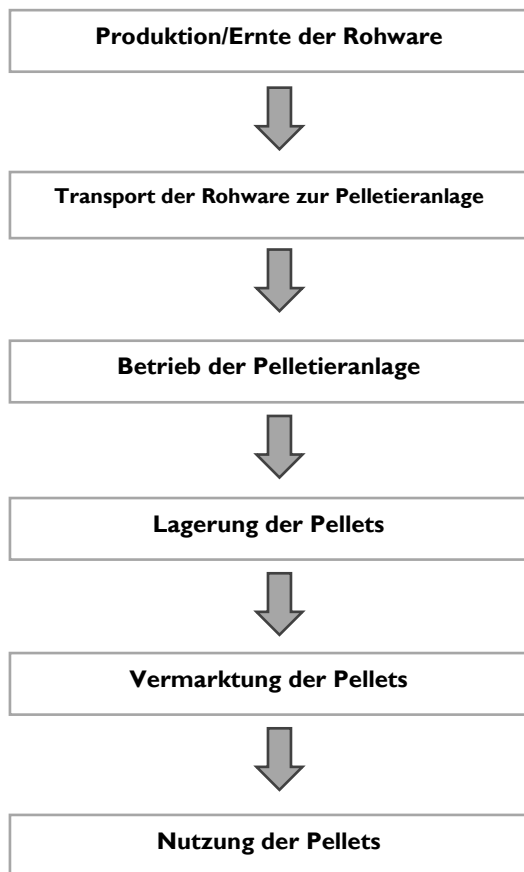 Produktion/Ernte der Rohware
Transport der Rohware zur Pelletieranlage
Betrieb der Pelletieranlage
Lagerung der Pellets
Vermarktung der Pellets
Nutzung der Pellets